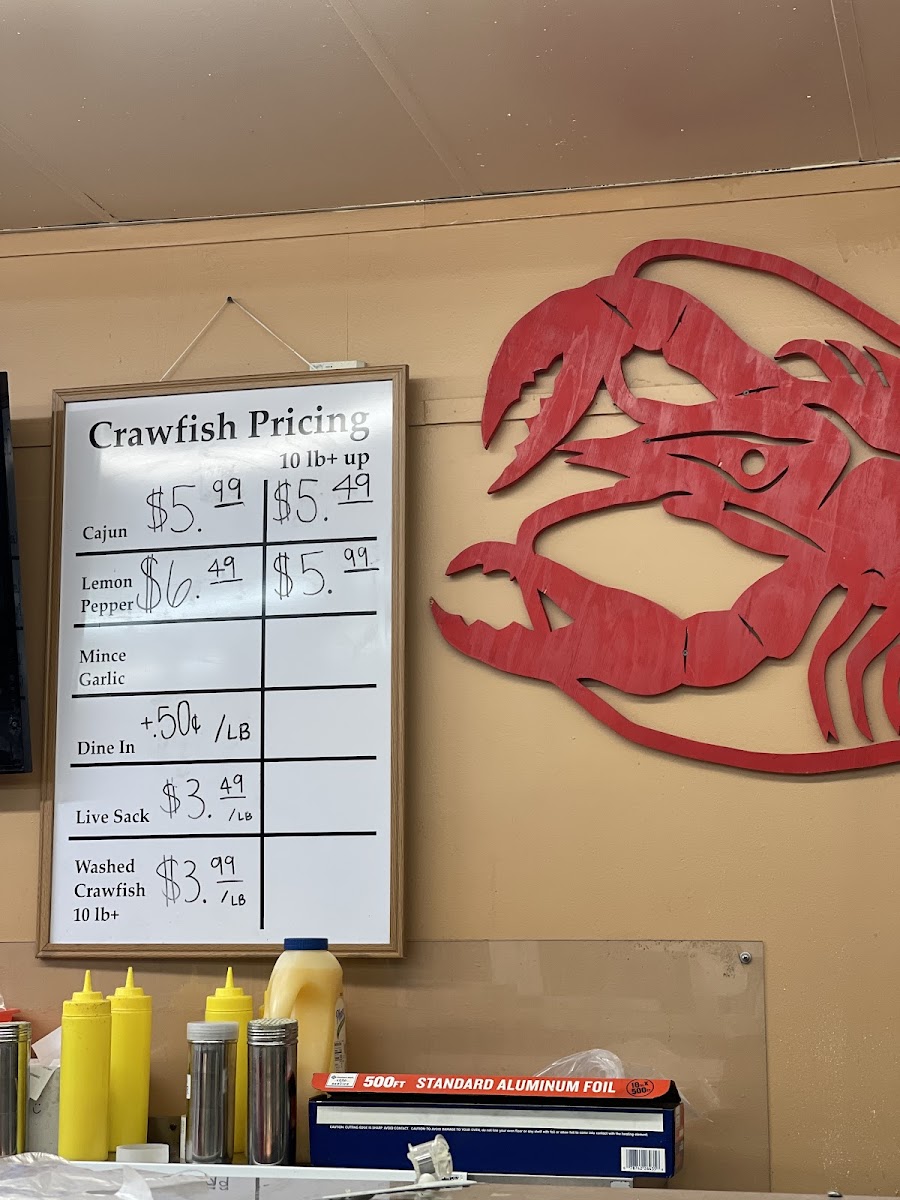 Crawfish Pricing
10 lb+ up
Cajun $5.99 $5.49
Lemon
Pepper $6.49 $5.99
Mince
Garlic
Dine In +.50¢ /LB
Live Sack $3.49 /LB
Washed
Crawfish
10 lb+ $3.99 /LB
500FT STANDARD ALUMINUM FOIL